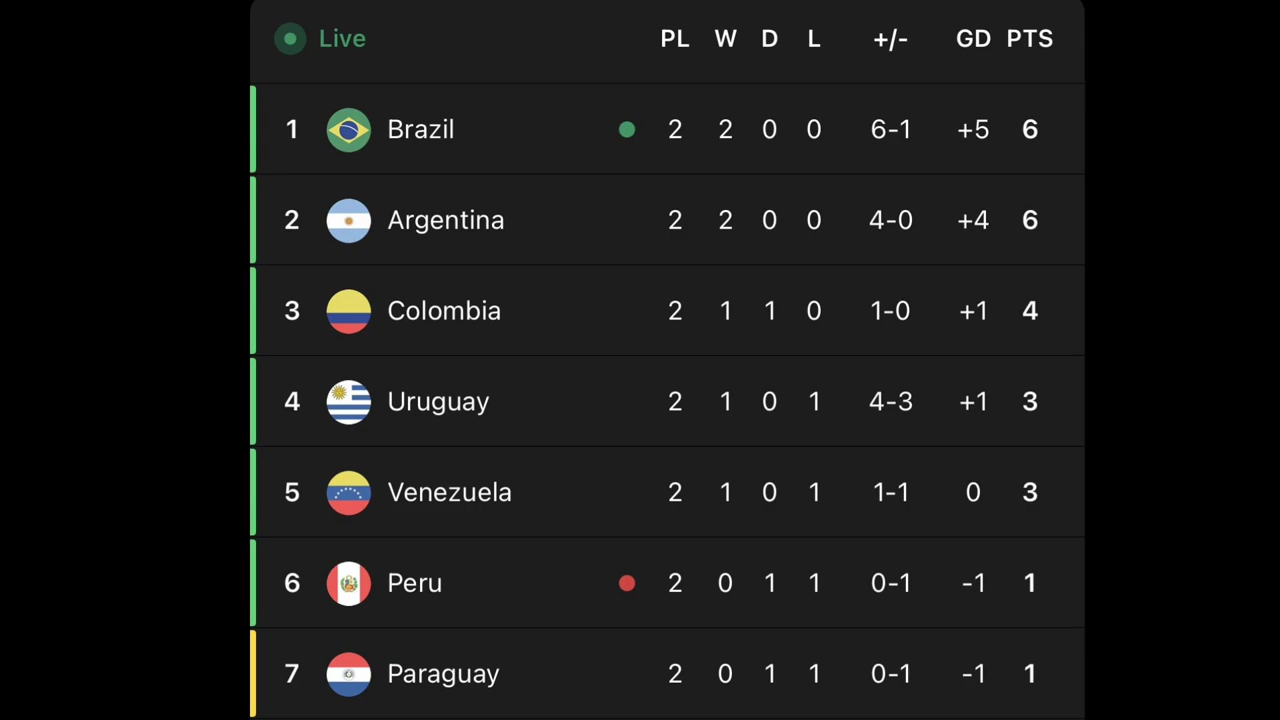 Live PL W D L +/- GD PTS
1 Brazil 2 2 0 0 6-1 +5 6
2 Argentina 2 2 0 0 4-0 +4 6
3 Colombia 2 1 1 0 1-0 +1 4
4 Uruguay 2 1 0 1 4-3 +1 3
5 Venezuela 2 1 0 1 1-1 0 3
6 Peru 2 0 1 1 0-1 -1 1
7 Paraguay 2 0 1 1 0-1 -1 1